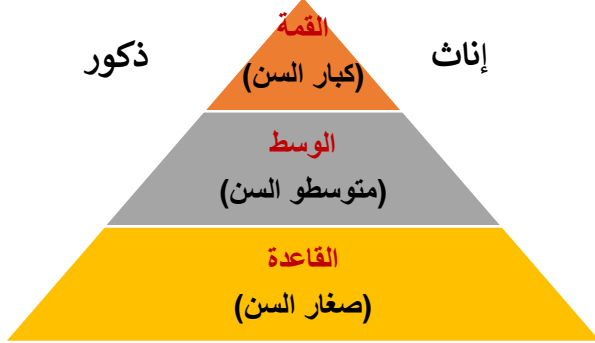 القمة
إناث
ذكور
(كبار السن)
الوسط
(متوسطو السن)
القاعدة
(صغار السن)